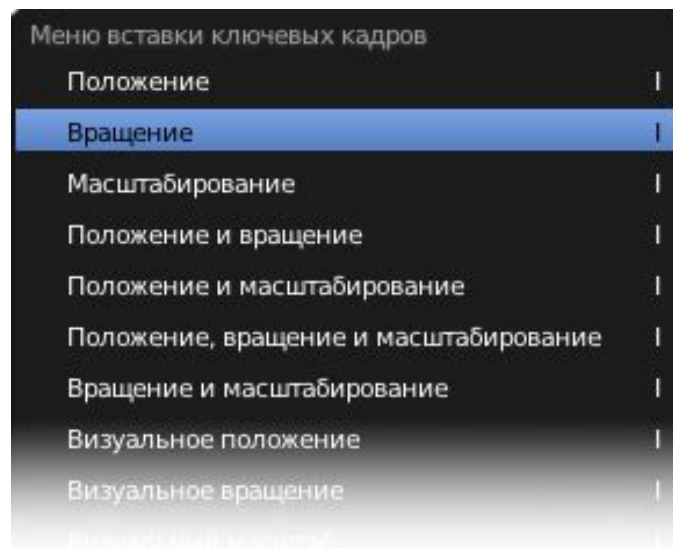 Меню вставки ключевых кадров
Положение I
Вращение I
Масштабирование I
Положение и вращение I
Положение и масштабирование I
Положение, вращение и масштабирование I
Вращение и масштабирование I
Визуальное положение I
Визуальное вращение I